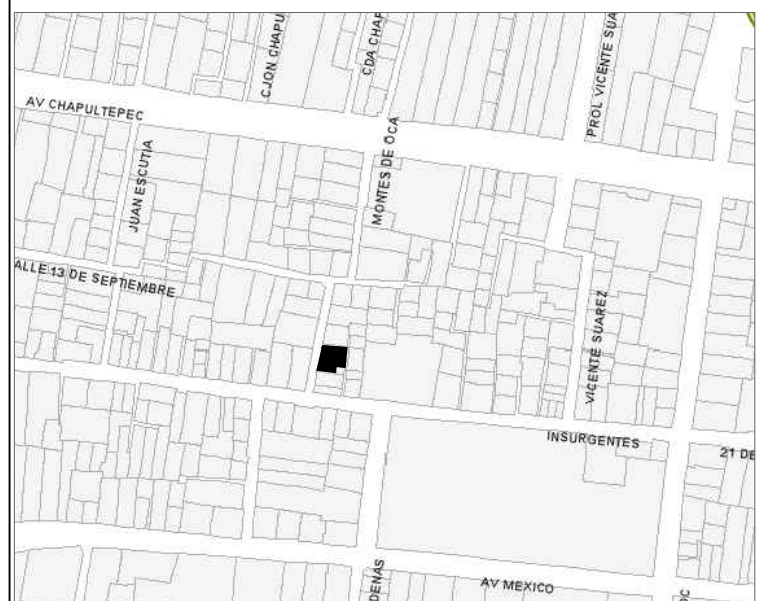 CJON CHAPU
CDA CHAP
PROL VICENTE SUA
AV CHAPULTEPEC
JUAN ESCUTIA
MONTES DE OCA
ALLE 13 DE SEPTIEMBRE
VICENTE SUAREZ
INSURGENTES
21 DE
DENAS
AV MEXICO
OC